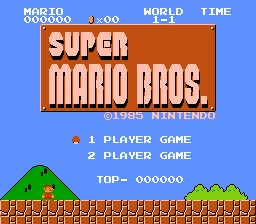 MARIO WORLD TIME
000000 ×00 1-1
SUPER
MARIO BROS.
©1985 NINTENDO
1 PLAYER GAME
2 PLAYER GAME
TOP- 000000